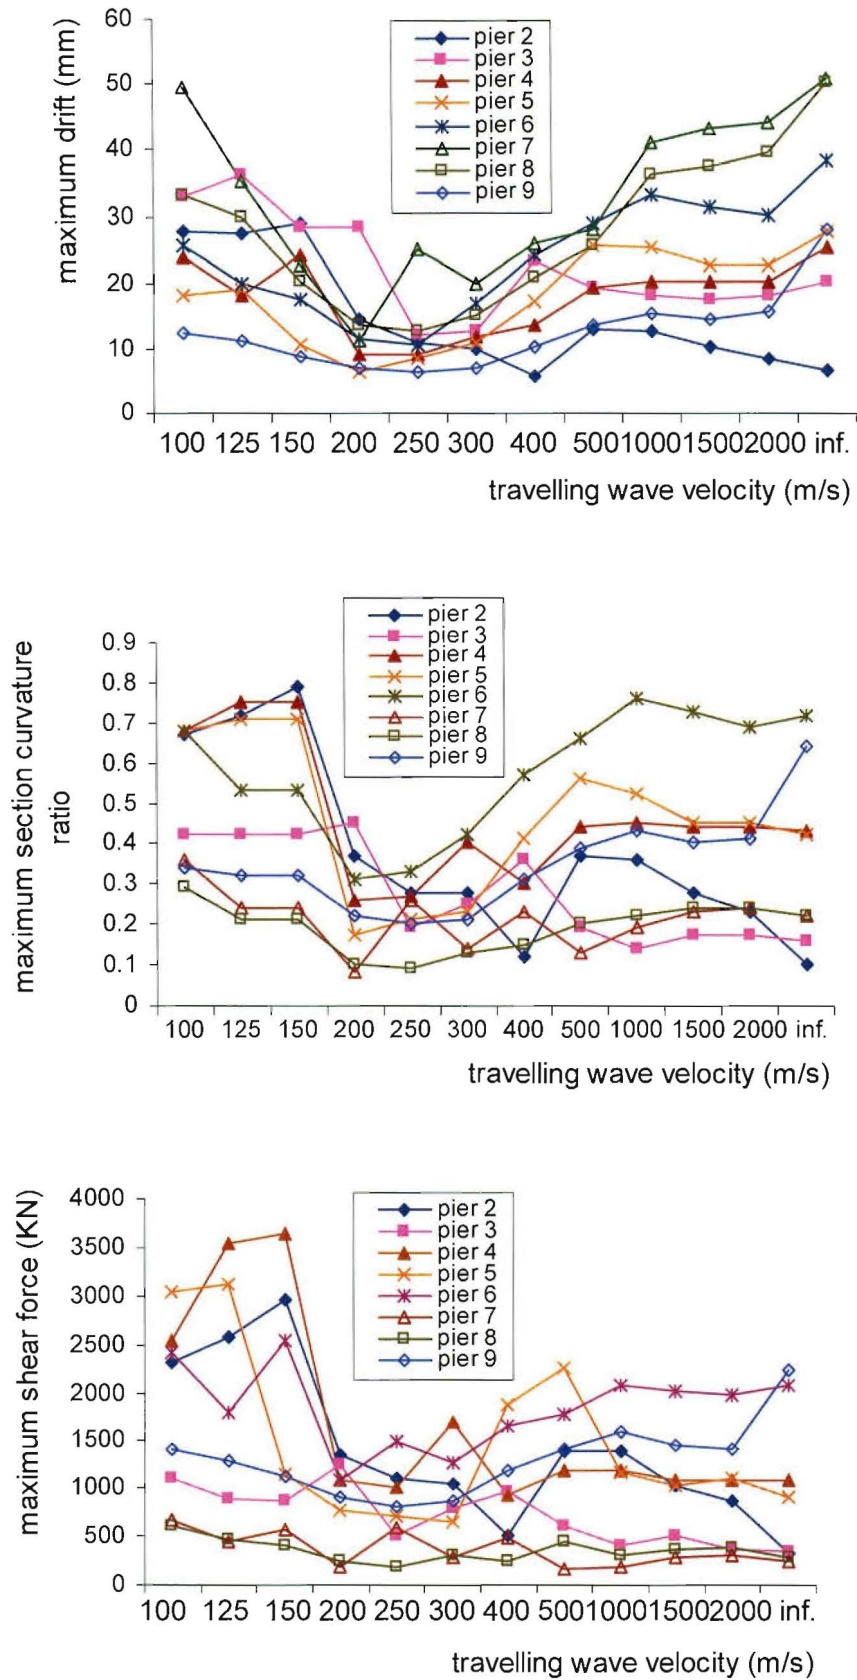 60
50
40
30
20
10
0
maximum drift (mm)
pier 2
pier 3
pier 4
pier 5
pier 6
pier 7
pier 8
pier 9
100 125 150 200 250 300 400 500 1000 1500 2000 inf.
travelling wave velocity (m/s)
0.9
0.8
0.7
0.6
0.5
0.4
0.3
0.2
0.1
0
maximum section curvature
ratio
pier 2
pier 3
pier 4
pier 5
pier 6
pier 7
pier 8
pier 9
100 125 150 200 250 300 400 500 1000 1500 2000 inf.
travelling wave velocity (m/s)
4000
3500
3000
2500
2000
1500
1000
500
0
maximum shear force (KN)
pier 2
pier 3
pier 4
pier 5
pier 6
pier 7
pier 8
pier 9
100 125 150 200 250 300 400 500 1000 1500 2000 inf.
travelling wave velocity (m/s)